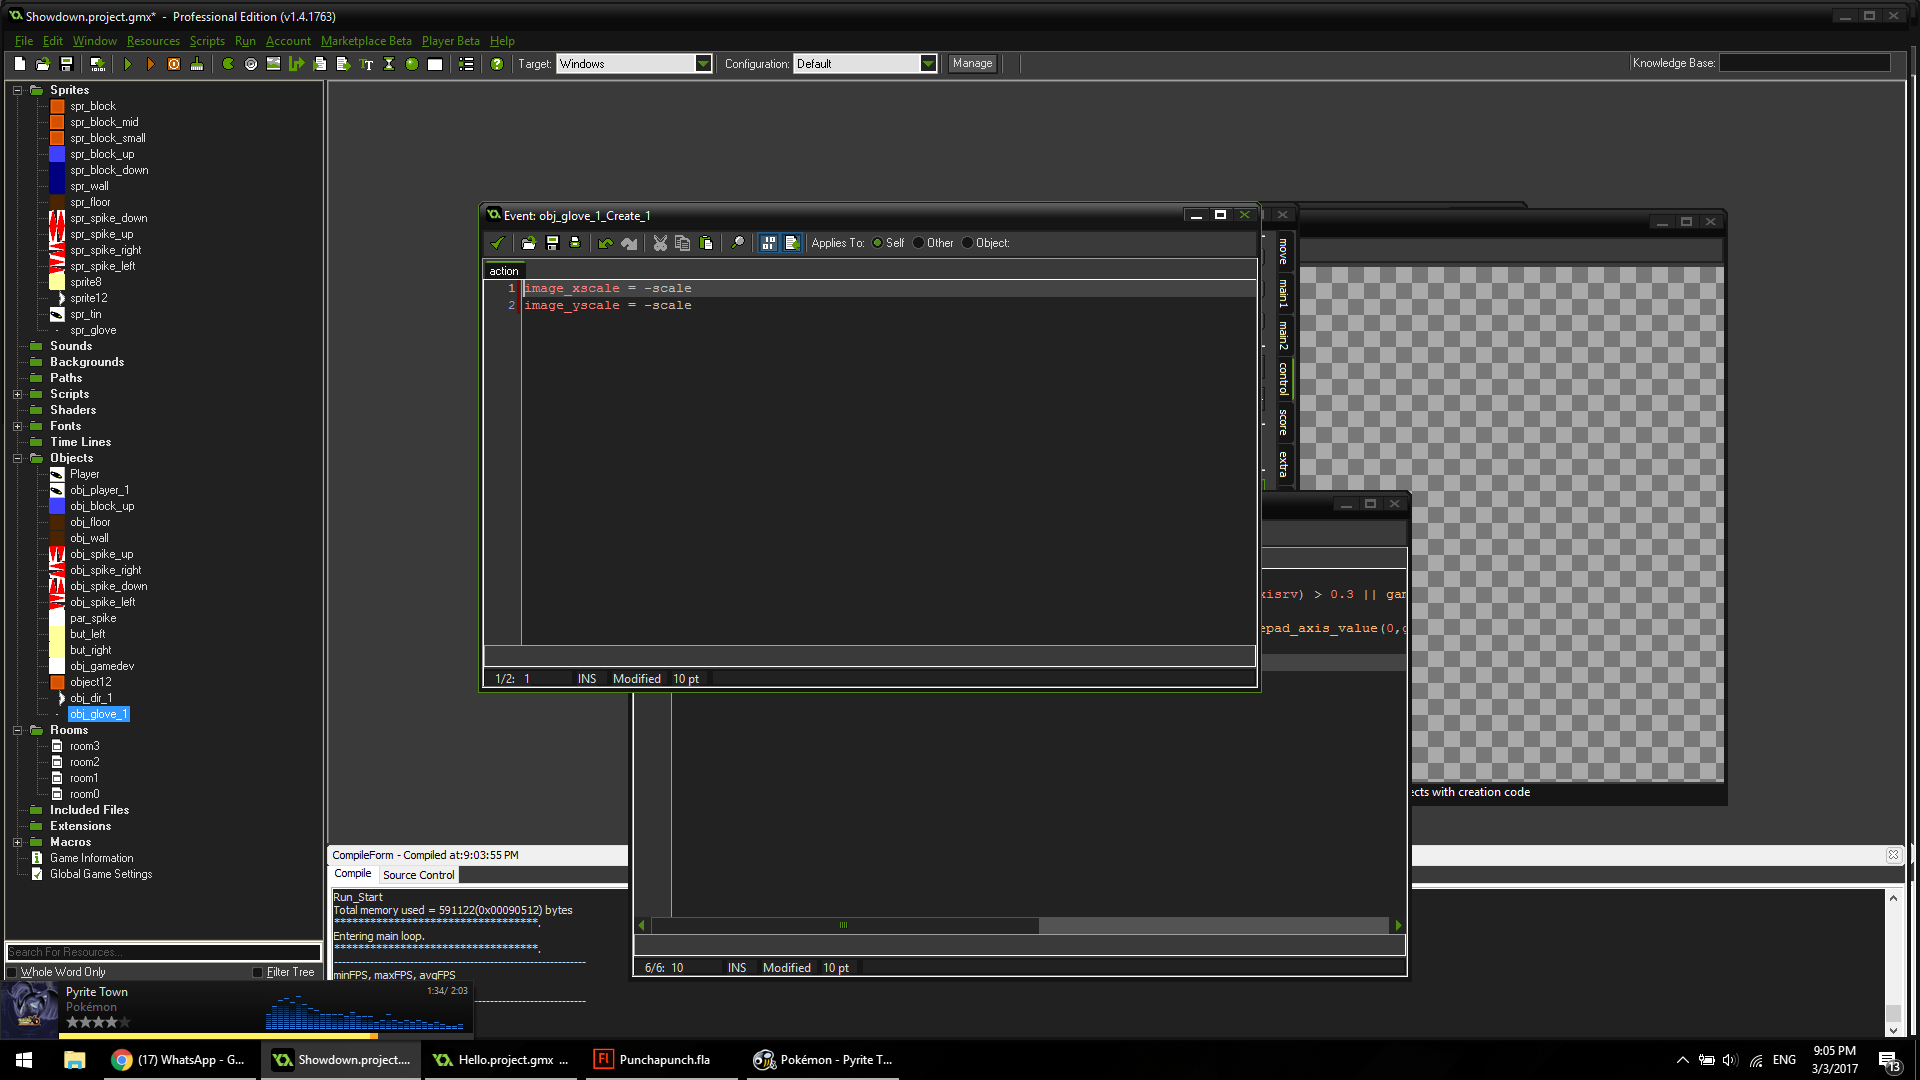 Showdown.project.gmx* - Professional Edition (v1.4.1763)
File Edit Window Resources Scripts Run Account Marketplace Beta Player Beta Help
Target: Windows Configuration: Default Manage Knowledge Base:
Sprites
spr_block
spr_block_mid
spr_block_small
spr_block_up
spr_block_down
spr_wall
spr_floor
spr_spike_down
spr_spike_up
spr_spike_right
spr_spike_left
sprite8
sprite12
spr_tin
spr_glove
Sounds
Backgrounds
Paths
Scripts
Shaders
Fonts
Time Lines
Objects
Player
obj_player_1
obj_block_up
obj_floor
obj_wall
obj_spike_up
obj_spike_right
obj_spike_down
obj_spike_left
par_spike
but_left
but_right
obj_gamedev
object12
obj_dir_1
obj_glove_1
Rooms
room3
room2
room1
room0
Included Files
Extensions
Macros
Game Information
Global Game Settings
Search For Resources...
Whole Word Only Filter Tree
Event: obj_glove_1_Create_1
Applies To: Self Other Object:
action
1 image_xscale = -scale
2 image_yscale = -scale
1/2: 1 INS Modified 10 pt
move
main1
main2
control
score
extra
xisrv) > 0.3 || gam
epad_axis_value(0,g
6/6: 10 INS Modified 10 pt
ects with creation code
CompileForm - Compiled at:9:03:55 PM
Compile Source Control
Run_Start
Total memory used = 591122(0x00090512) bytes
***********************************.
Entering main loop.
***********************************.
minFPS, maxFPS, avgFPS
Pyrite Town 1:34/ 2:03
Pokémon
(17) WhatsApp - G... Showdown.project.... Hello.project.gmx ... Fl Punchapunch.fla Pokémon - Pyrite T...
ENG 9:05 PM
3/3/2017
13